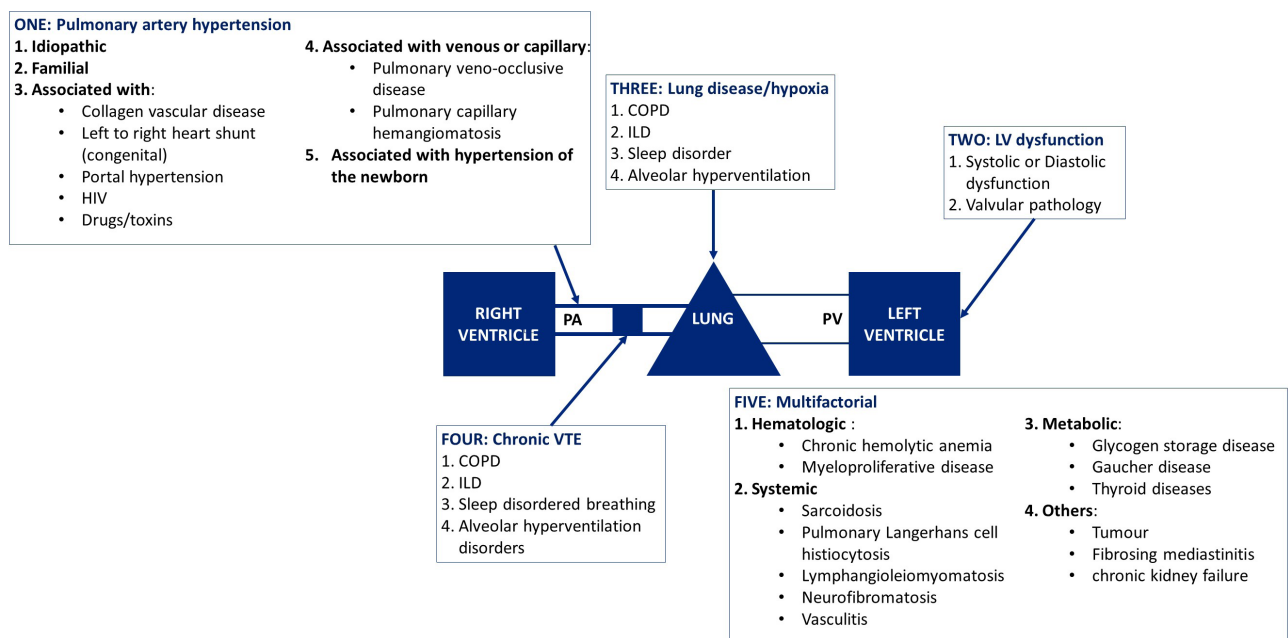 ONE: Pulmonary artery hypertension
1. Idiopathic
2. Familial
3. Associated with:
• Collagen vascular disease
• Left to right heart shunt
(congenital)
• Portal hypertension
• HIV
• Drugs/toxins
4. Associated with venous or capillary:
• Pulmonary veno-occlusive
disease
• Pulmonary capillary
hemangiomatosis
5. Associated with hypertension of
the newborn
THREE: Lung disease/hypoxia
1. COPD
2. ILD
3. Sleep disorder
4. Alveolar hyperventilation
TWO: LV dysfunction
1. Systolic or Diastolic
dysfunction
2. Valvular pathology
RIGHT
VENTRICLE
PA
LUNG
PV
LEFT
VENTRICLE
FOUR: Chronic VTE
1. COPD
2. ILD
3. Sleep disordered breathing
4. Alveolar hyperventilation
disorders
FIVE: Multifactorial
1. Hematologic :
• Chronic hemolytic anemia
• Myeloproliferative disease
2. Systemic
• Sarcoidosis
• Pulmonary Langerhans cell
histiocytosis
• Lymphangioleiomyomatosis
• Neurofibromatosis
• Vasculitis
3. Metabolic:
• Glycogen storage disease
• Gaucher disease
• Thyroid diseases
4. Others:
• Tumour
• Fibrosing mediastinitis
• chronic kidney failure